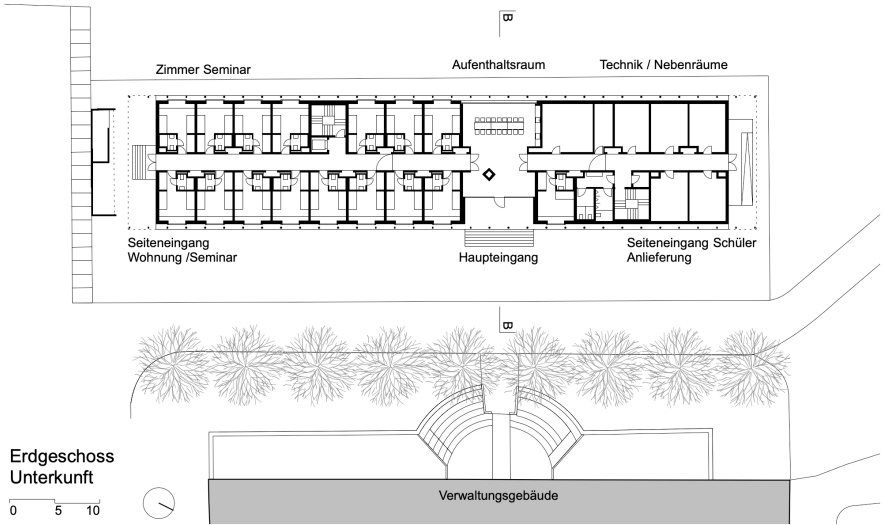 B
Zimmer Seminar
Aufenthaltsraum
Technik / Nebenräume
Seiteneingang
Wohnung /Seminar
Haupteingang
Seiteneingang Schüler
Anlieferung
B
Erdgeschoss
Unterkunft
0 5 10
Verwaltungsgebäude